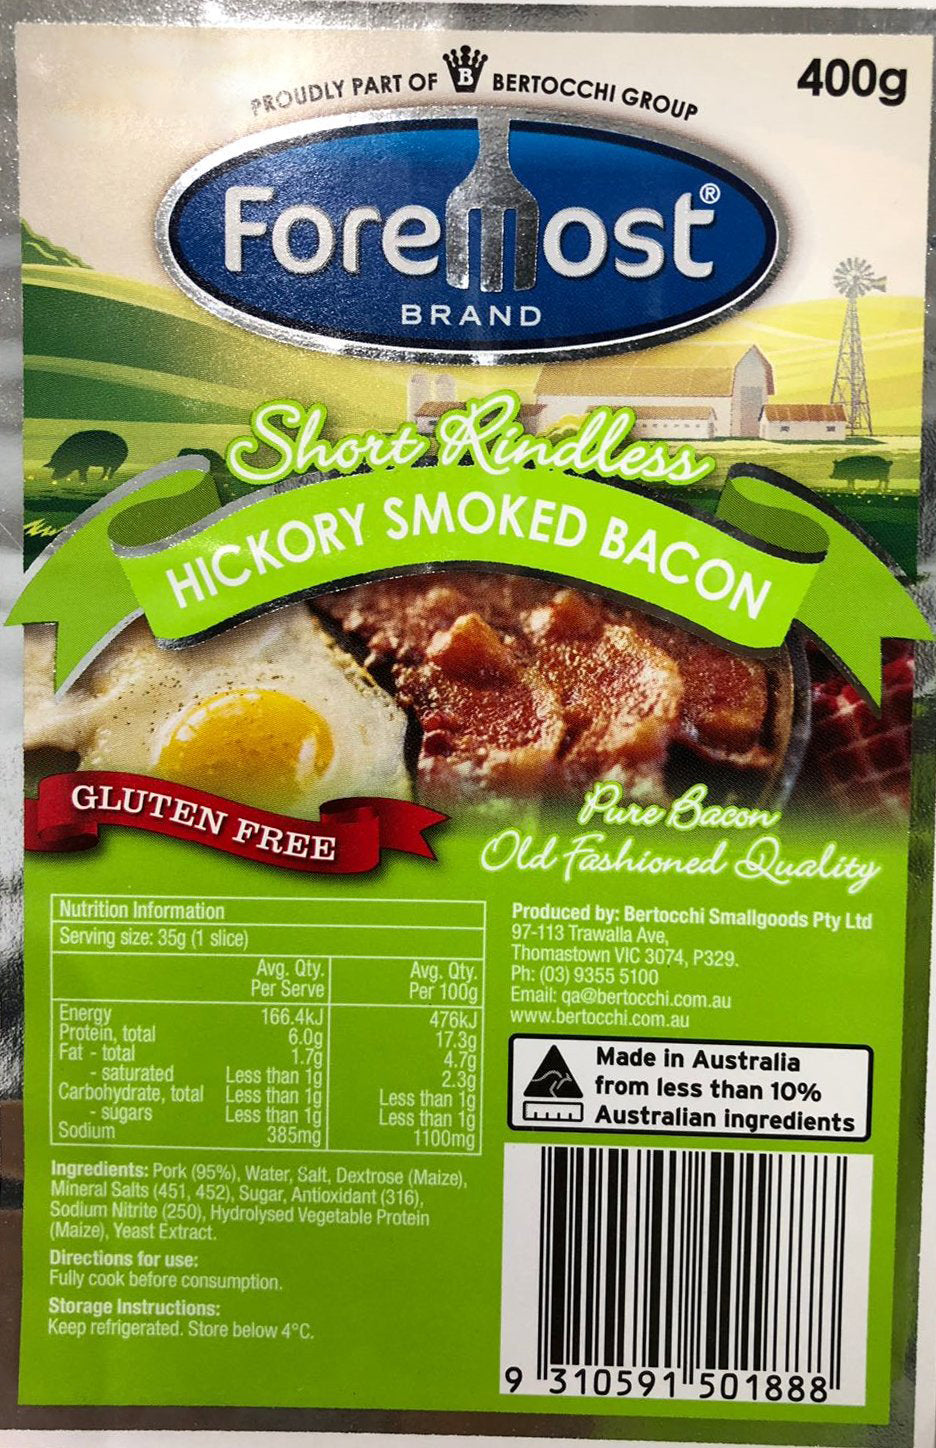 PROUDLY PART OF B BERTOCCHI GROUP
400g
Foremost®
BRAND
Short Rindless
HICKORY SMOKED BACON
GLUTEN FREE
Pure Bacon
Old Fashioned Quality
Nutrition Information
Serving size: 35g (1 slice)
Avg. Qty. Per Serve Avg. Qty. Per 100g
Energy 166.4kJ 476kJ
Protein, total 6.0g 17.3g
Fat - total 1.7g 4.7g
- saturated Less than 1g 2.3g
Carbohydrate, total Less than 1g Less than 1g
- sugars Less than 1g Less than 1g
Sodium 385mg 1100mg
Ingredients: Pork (95%), Water, Salt, Dextrose (Maize),
Mineral Salts (451, 452), Sugar, Antioxidant (316),
Sodium Nitrite (250), Hydrolysed Vegetable Protein
(Maize), Yeast Extract.
Directions for use:
Fully cook before consumption.
Storage Instructions:
Keep refrigerated. Store below 4°C.
Produced by: Bertocchi Smallgoods Pty Ltd
97-113 Trawalla Ave,
Thomastown VIC 3074, P329.
Ph: (03) 9355 5100
Email: qa@bertocchi.com.au
www.bertocchi.com.au
Made in Australia
from less than 10%
Australian ingredients
9 310591 501888